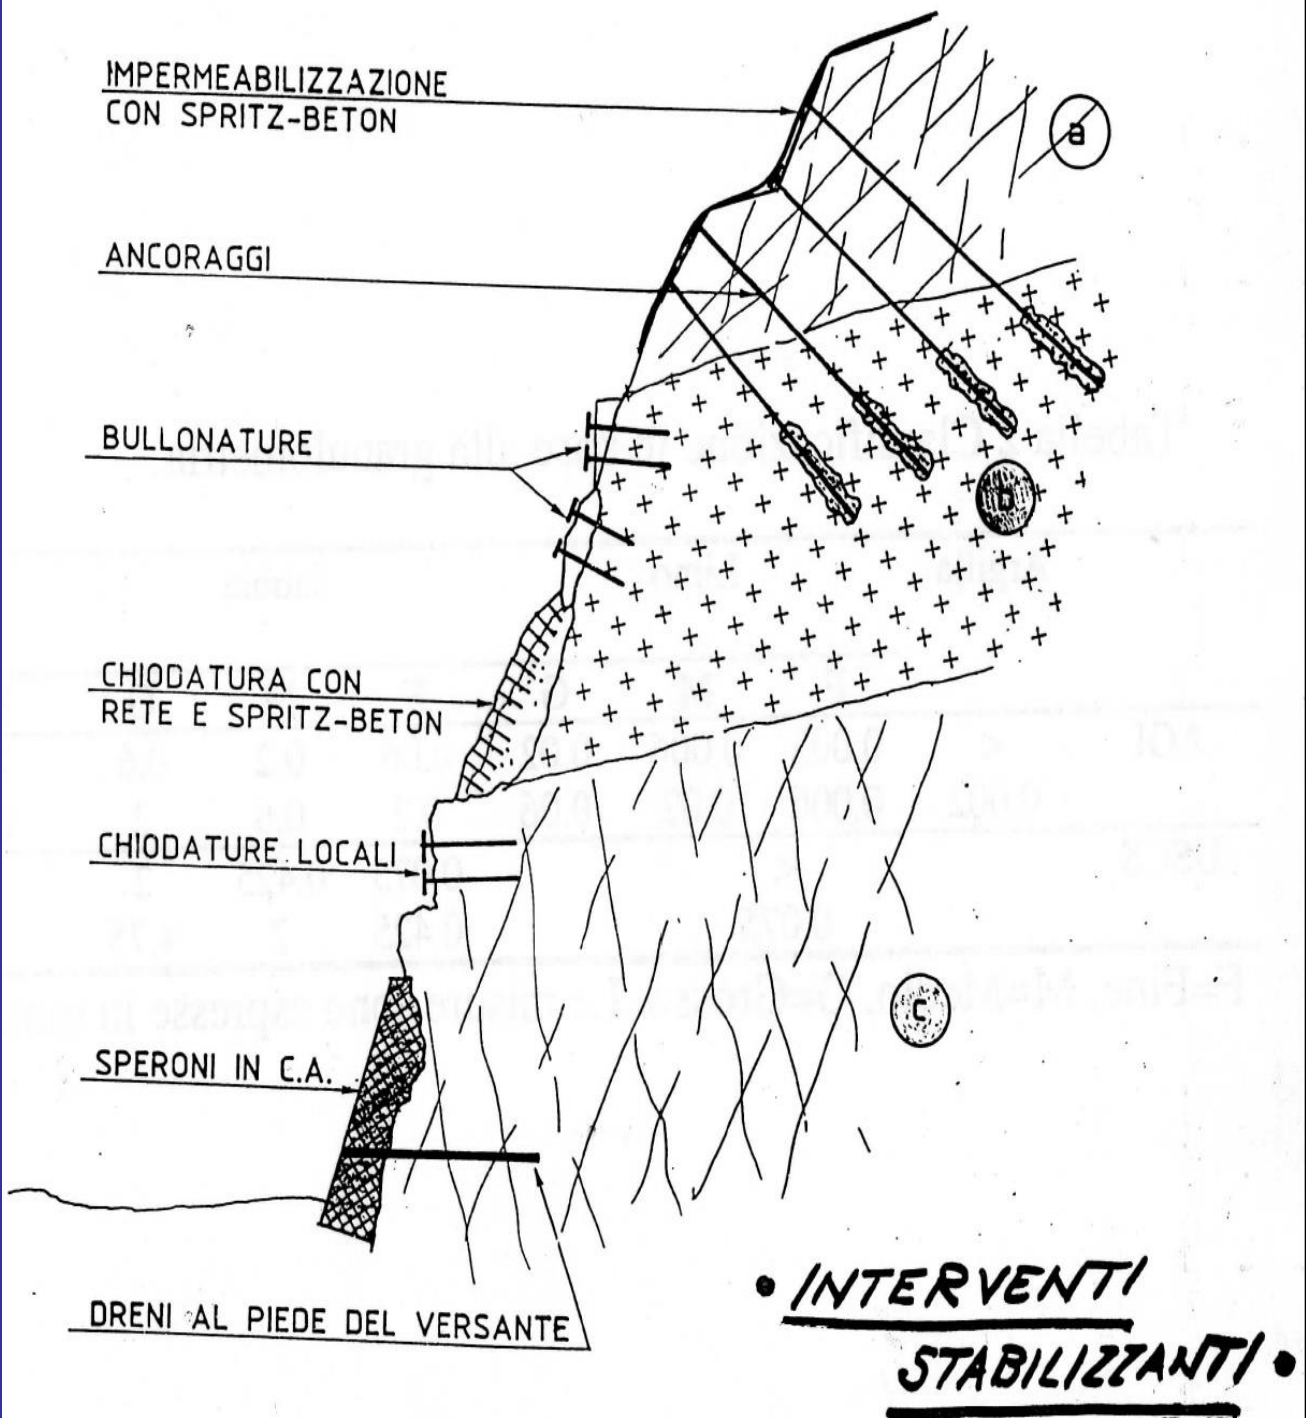 IMPERMEABILIZZAZIONE
CON SPRITZ-BETON
a
ANCORAGGI
BULLONATURE
b
CHIODATURA CON
RETE E SPRITZ-BETON
CHIODATURE LOCALI
c
SPERONI IN C.A.
DRENI AL PIEDE DEL VERSANTE
• INTERVENTI
STABILIZZANTI •